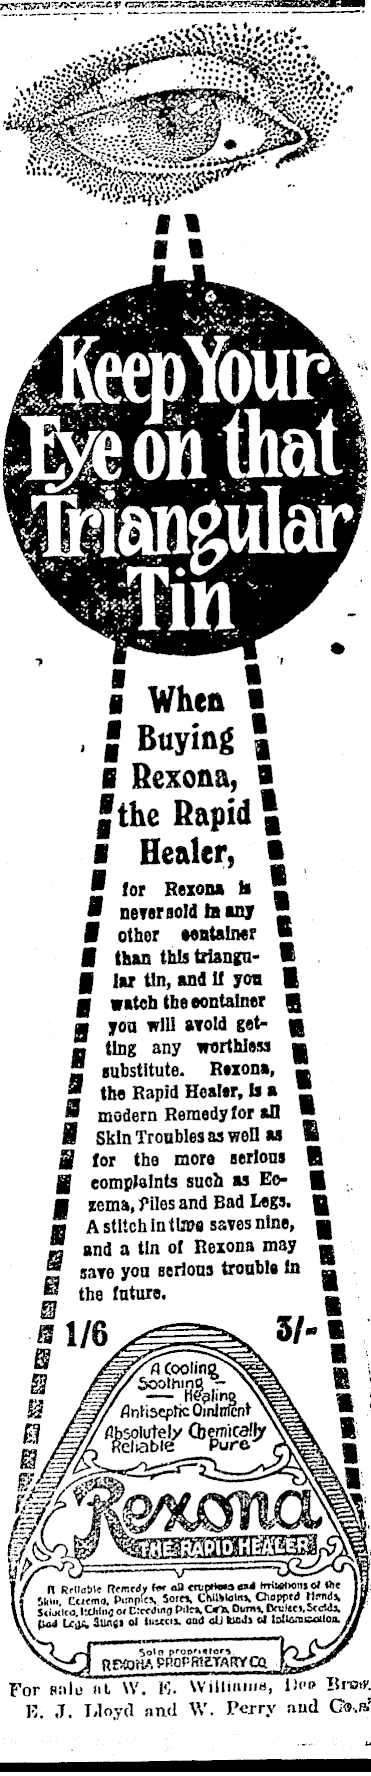 Keep Your
Eye on that
Triangular
Tin
When
Buying
Rexona,
the Rapid
Healer,
for Rexona is
never sold in any
other container
than this triangu-
lar tin, and if you
watch the container
you will avoid get-
ting any worthless
substitute. Rexona,
the Rapid Healer, is a
modern Remedy for all
Skin Troubles as well as
for the more serious
complaints such as Ec-
zema, Piles and Bad Legs.
A stitch in time saves nine,
and a tin of Rexona may
save you serious trouble in
the future.
1/6 3/-
A Cooling
Soothing —
— Healing
Antiseptic Ointment
Absolutely Chemically
Reliable Pure
Rexona
THE RAPID HEALER
A Reliable Remedy for all eruptions and irritations of the
Skin, Eczema, Pimples, Sores, Chilblains, Chapped Hands,
Sciatica, Itching or Bleeding Piles, Cuts, Burns, Bruises, Scalds,
Bad Legs, Stings of Insects, and all kinds of Inflammation.
Sole proprietors
REXONA PROPRIETARY CO.
For sale at W. E. Williams, Dee Bros.
E. J. Lloyd and W. Perry and Co.,s